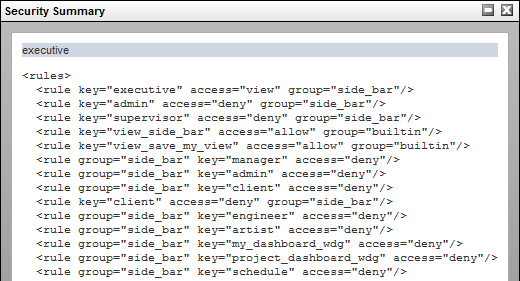 Security Summary
executive
<rules>
<rule key="executive" access="view" group="side_bar"/>
<rule key="admin" access="deny" group="side_bar"/>
<rule key="supervisor" access="deny" group="side_bar"/>
<rule key="view_side_bar" access="allow" group="builtin"/>
<rule key="view_save_my_view" access="allow" group="builtin"/>
<rule group="side_bar" key="manager" access="deny"/>
<rule group="side_bar" key="admin" access="deny"/>
<rule group="side_bar" key="client" access="deny"/>
<rule key="client" access="deny" group="side_bar"/>
<rule group="side_bar" key="engineer" access="deny"/>
<rule group="side_bar" key="artist" access="deny"/>
<rule group="side_bar" key="my_dashboard_wdg" access="deny"/>
<rule group="side_bar" key="project_dashboard_wdg" access="deny"/>
<rule group="side_bar" key="schedule" access="deny"/>